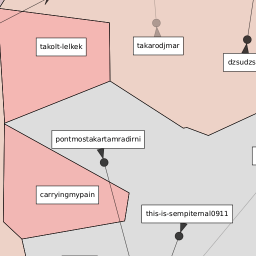 takolt-lelkek
takarodjmar
dzsudzs
pontmostakartamradirni
carryingmypain
this-is-sempiternal0911